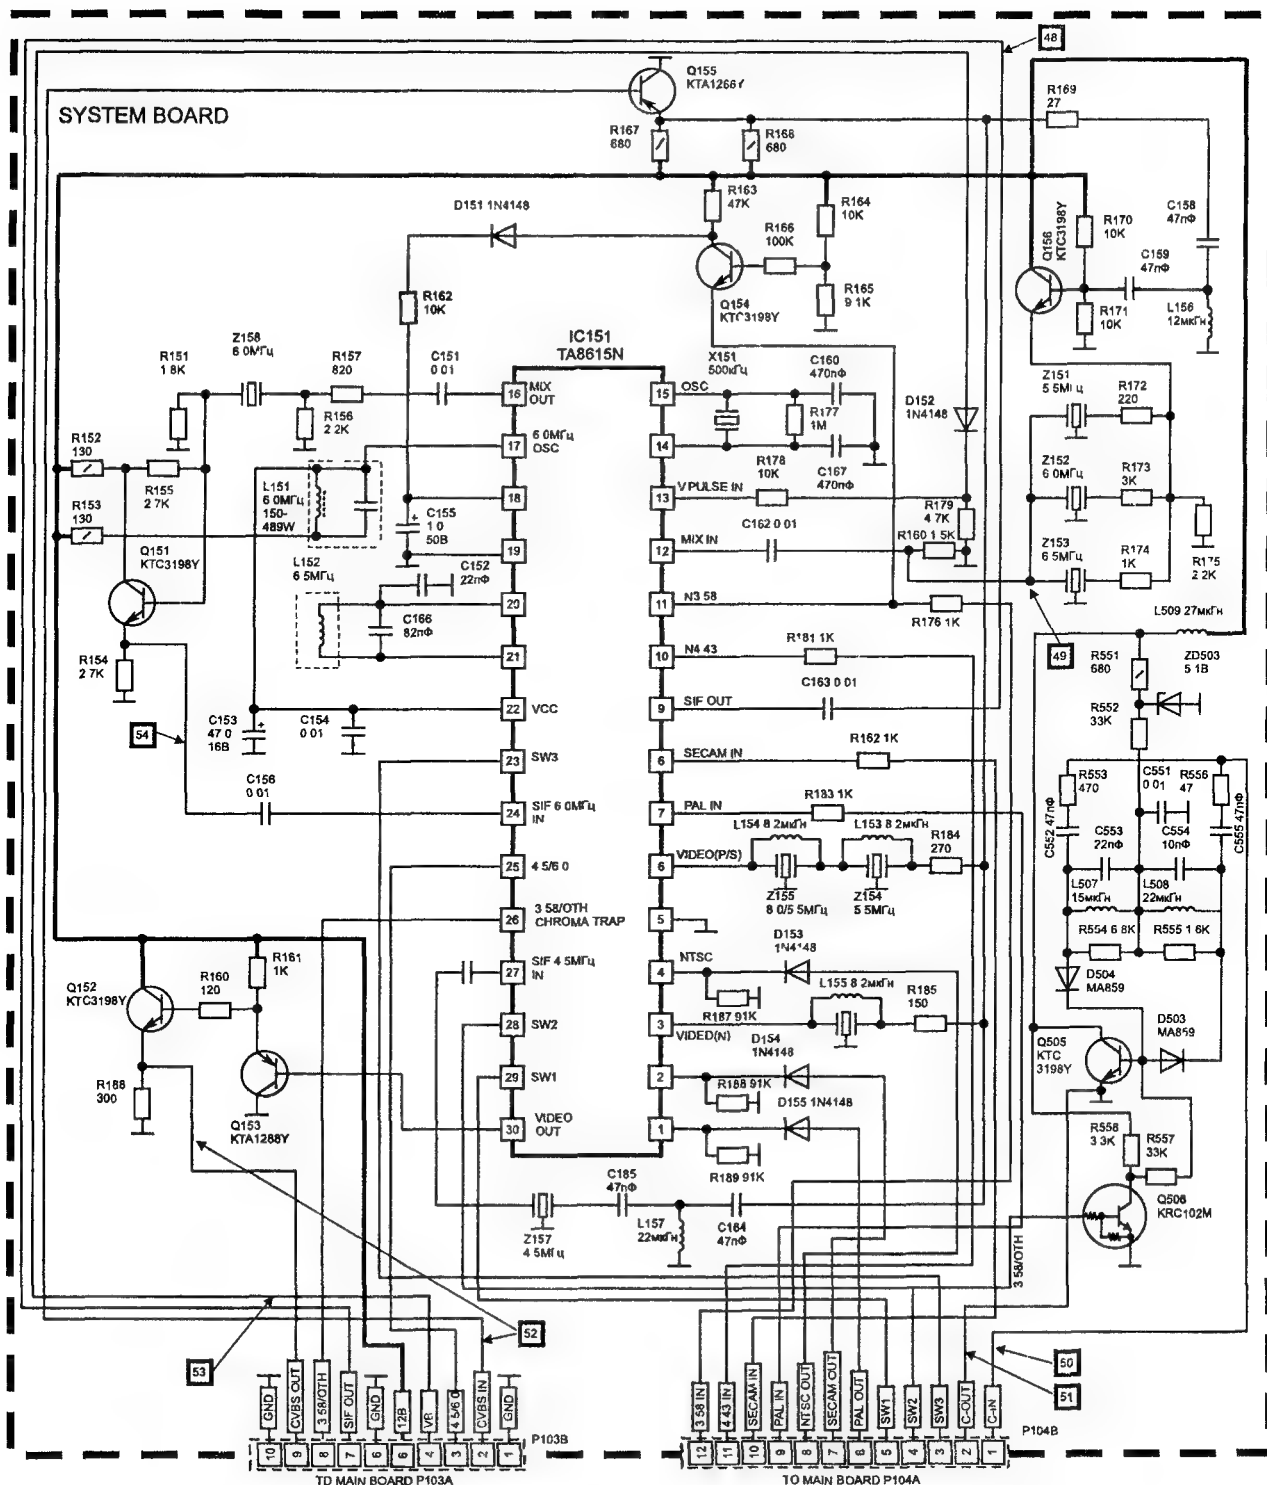 48
Q155
KTA1266Y
SYSTEM BOARD
R169
27
R167
680
R168
680
R163
47K
D151 1N4148
R164
10K
R166
100K
C158
47пФ
R170
10K
Q156
KTC3198Y
C159
47пФ
R162
10K
Q154
KTC3198Y
R165
9 1K
R171
10K
L156
12мкГн
IC151
TA8615N
Z158
6 0МГц
R151
1 8K
R157
820
C151
0 01
X151
500кГц
C160
470пФ
Z151
5 5МГц
R172
220
16
MIX
OUT
15
OSC
D152
1N4148
R156
2 2K
R177
1M
R152
130
17
6 0МГц
OSC
14
R178
10K
C167
470пФ
Z152
6 0МГц
R173
3K
R155
2 7K
L151
6 0МГц
150-
489W
18
13
V PULSE IN
R153
130
C155
1 0
50В
R179
4 7K
Z153
6 5МГц
R174
1K
C162 0 01
R160 1 5K
Q151
KTC3198Y
19
12
MIX IN
R175
2 2K
L152
6 5МГц
C152
22пФ
20
11
N3 58
C166
82пФ
R176 1K
L509 27мкГн
R181 1K
49
R154
2 7K
21
10
N4 43
R551
680
ZD503
5 1В
C163 0 01
54
C153
47 0
16В
C154
0 01
22
VCC
9
SIF OUT
R552
33K
R162 1K
23
SW3
6
SECAM IN
C156
0 01
R553
470
C551
0 01
R556
47
R183 1K
24
SIF 6 0МГц
IN
7
PAL IN
C552 47пФ
C553
22пФ
C554
10пФ
C555 47пФ
L154 8 2мкГн
L153 8 2мкГн
R184
270
25
4 5/6 0
6
VIDEO(P/S)
Z155
8 0/5 5МГц
Z154
5 5МГц
L507
15мкГн
L508
22мкГн
26
3 58/OTH
CHROMA TRAP
5
R554 6 8K
R555 1 6K
D153
1N4148
R161
1K
R160
120
27
SIF 4 5МГц
IN
4
NTSC
D504
MA859
Q152
KTC3198Y
L155 8 2мкГн
R185
150
R187 91K
28
SW2
3
VIDED(N)
D154
1N4148
D503
MA859
Q505
KTC
3198Y
R188
300
29
SW1
2
R188 91K
D155 1N4148
Q153
KTA1288Y
30
VIDEO
OUT
1
R558
3 3K
R557
33K
R189 91K
C185
47пФ
Q506
KRC102M
Z157
4 5МГц
L157
22мкГн
C164
47пФ
3 58/OTH
52
53
50
51
GND
CVBS OUT
3 58/OTH
SIF OUT
GND
12В
VB
4 5/6 0
CVBS IN
GND
3 58 IN
4 43 IN
SECAM IN
PAL IN
NTSC OUT
SECAM OUT
PAL OUT
SW1
SW2
SW3
C-OUT
C-IN
P103B
P104B
10
9
8
7
6
6
4
3
2
1
12
11
10
9
8
7
6
5
4
3
2
1
TD MAIN BOARD P103A
TO MAIN BOARD P104A